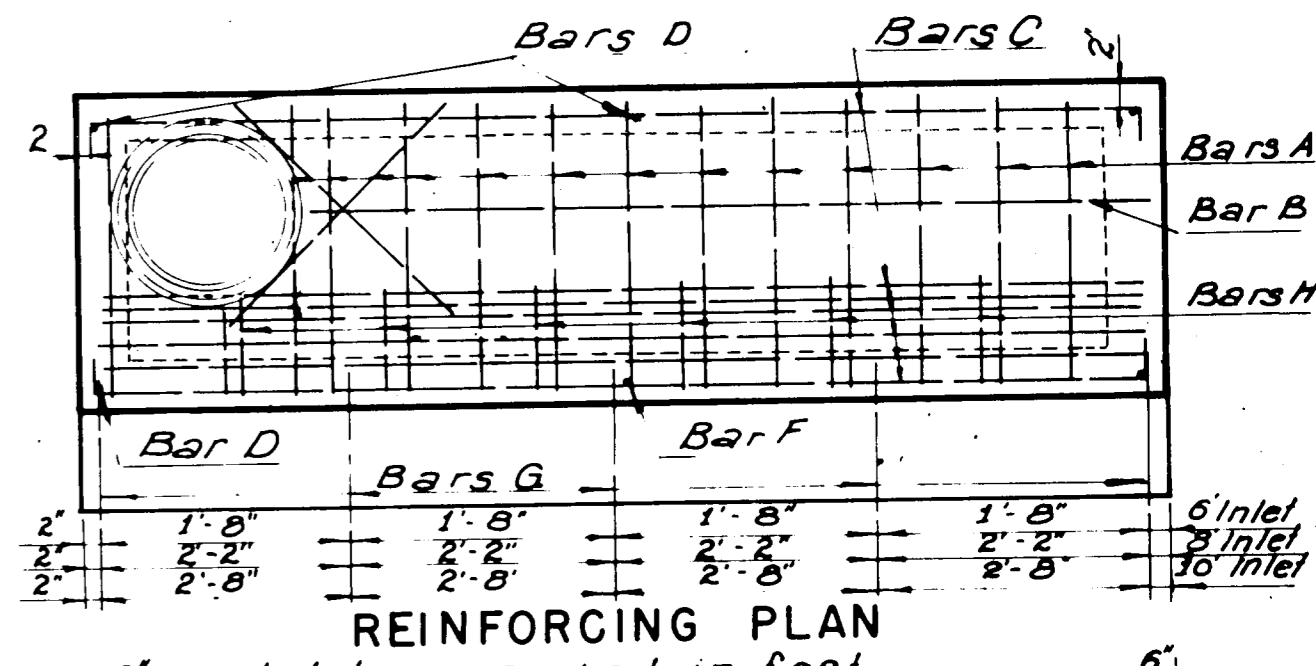 Bars D
Bars C
2"
2
Bars A
Bar B
Bars H
Bar D
Bar F
Bars G
2" 1'-8" 1'-8" 1'-8" 1'-8" 6' Inlet
2" 2'-2" 2'-2" 2'-2" 2'-2" 8' Inlet
2" 2'-8" 2'-8' 2'-8" 2'-8" 10' Inlet
REINFORCING PLAN
6"